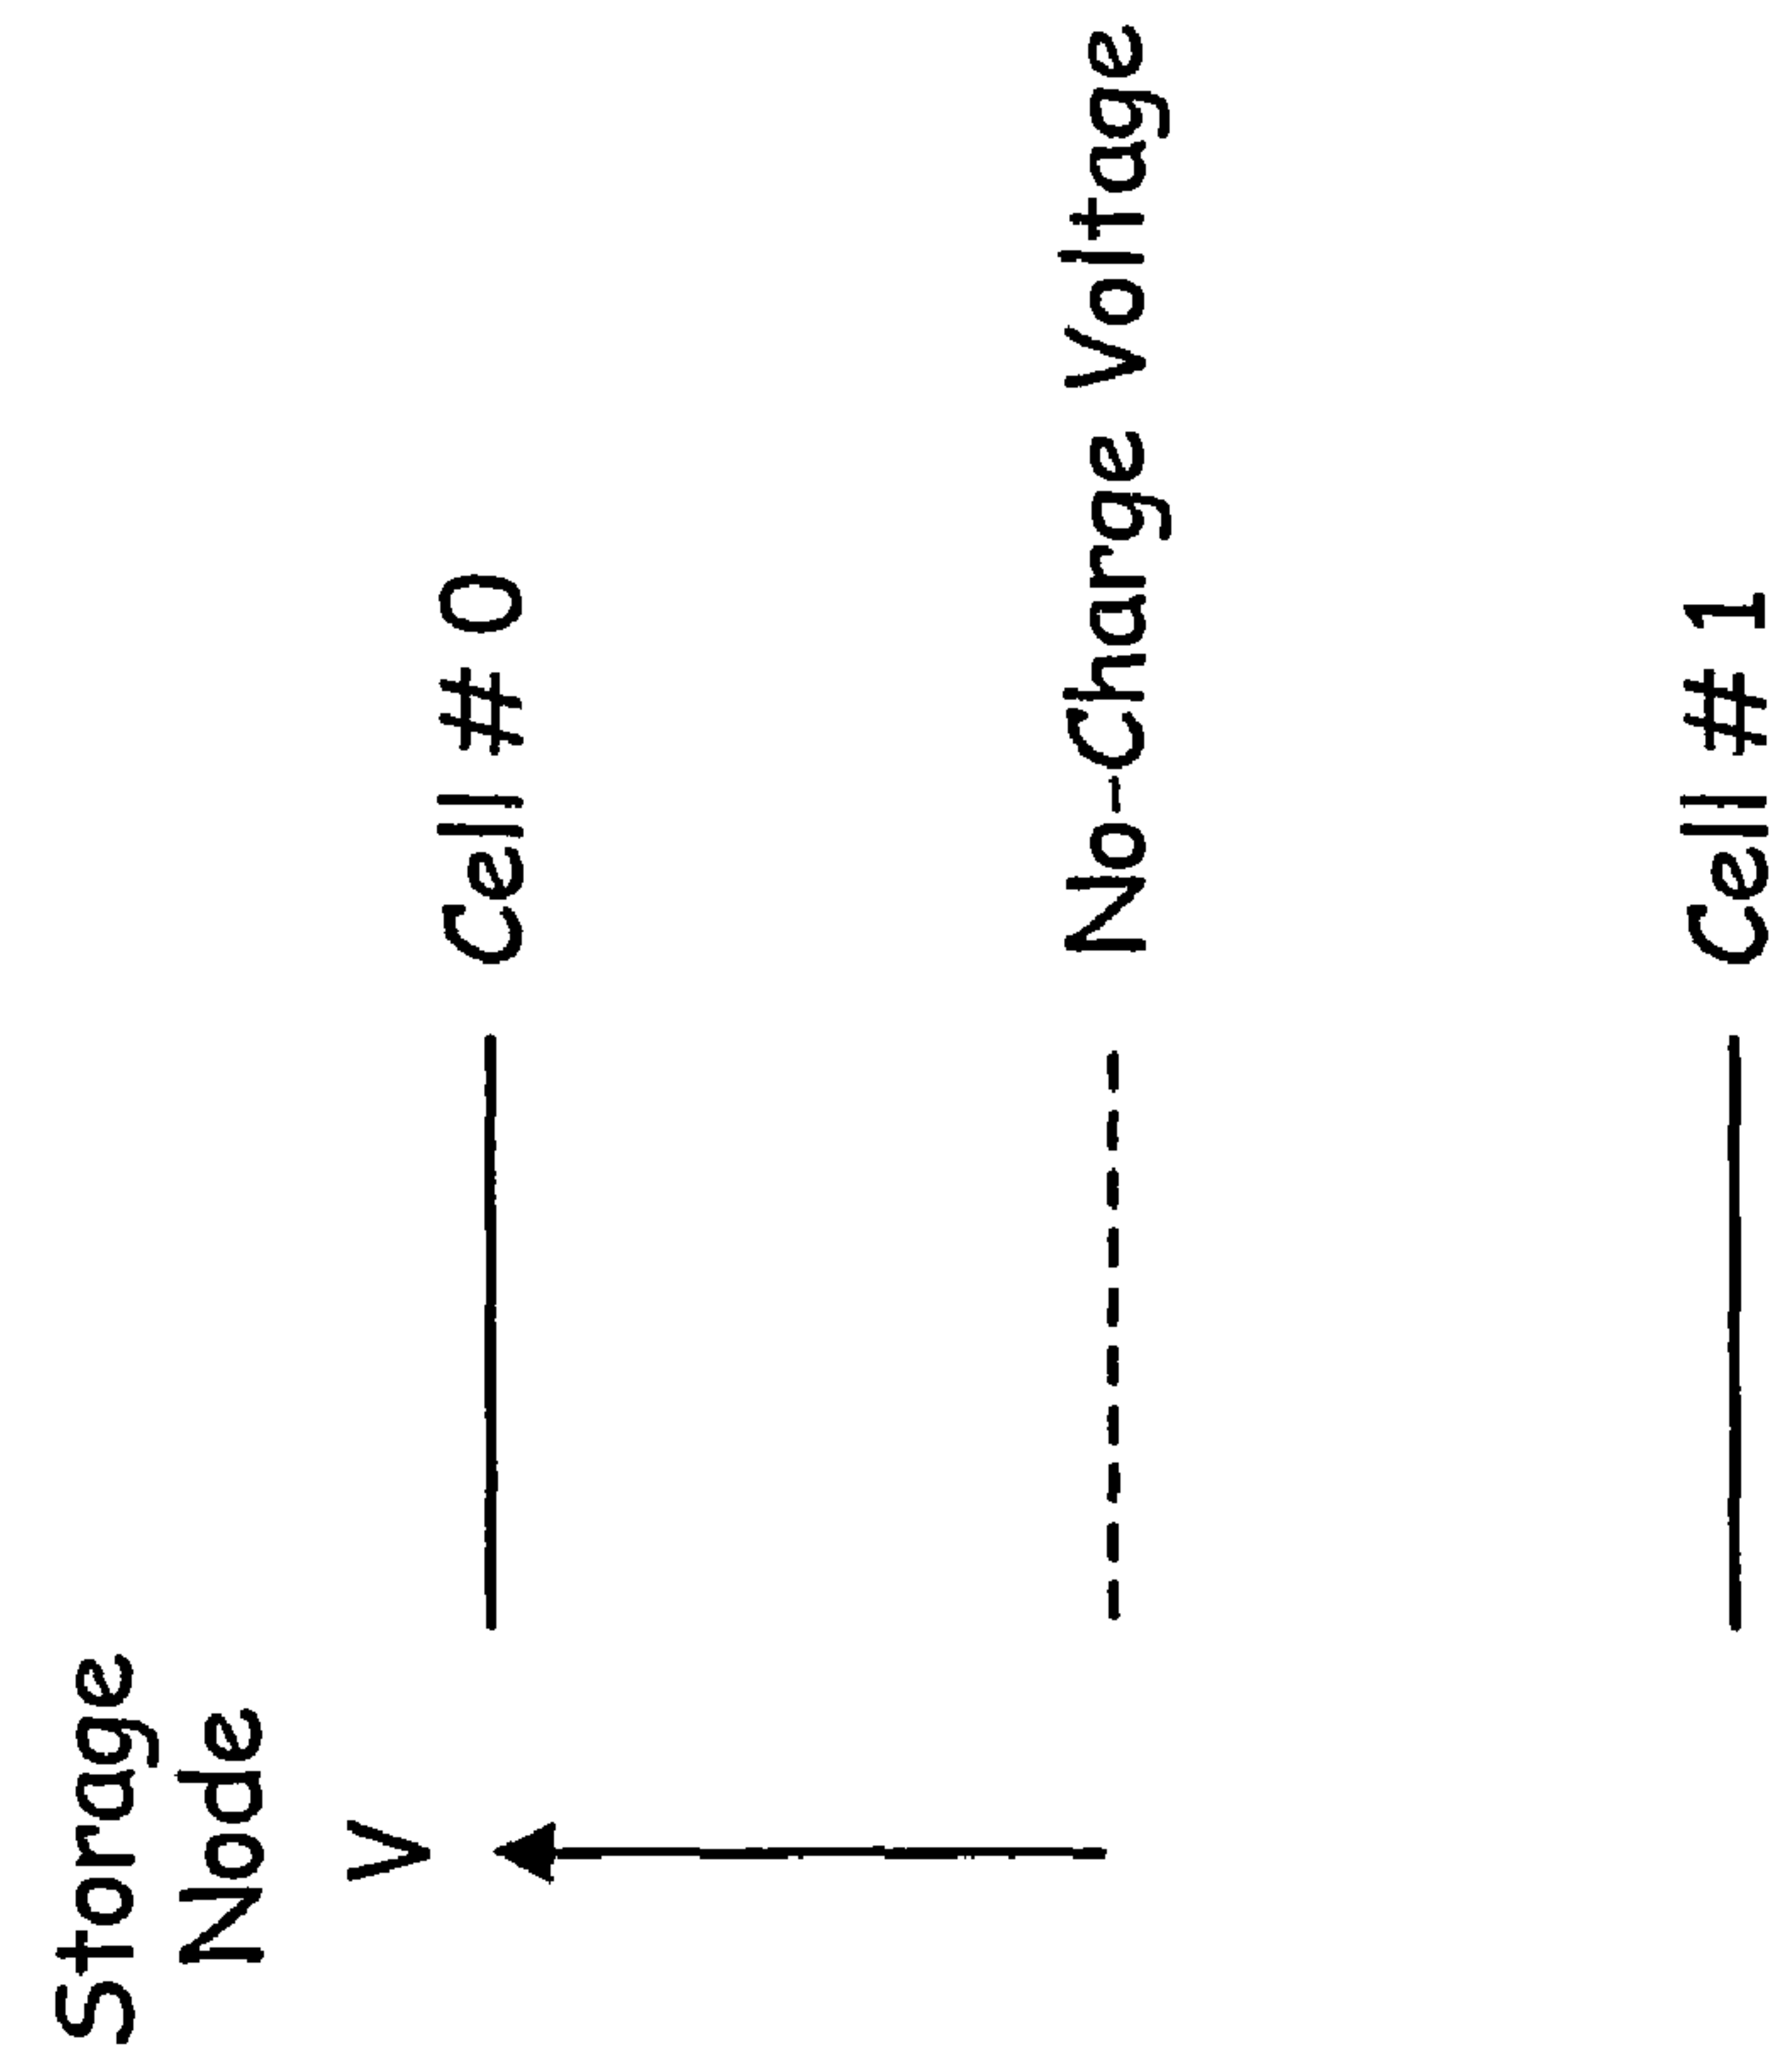 Storage
Node
V
Cell # 0
No-Charge Voltage
Cell # 1